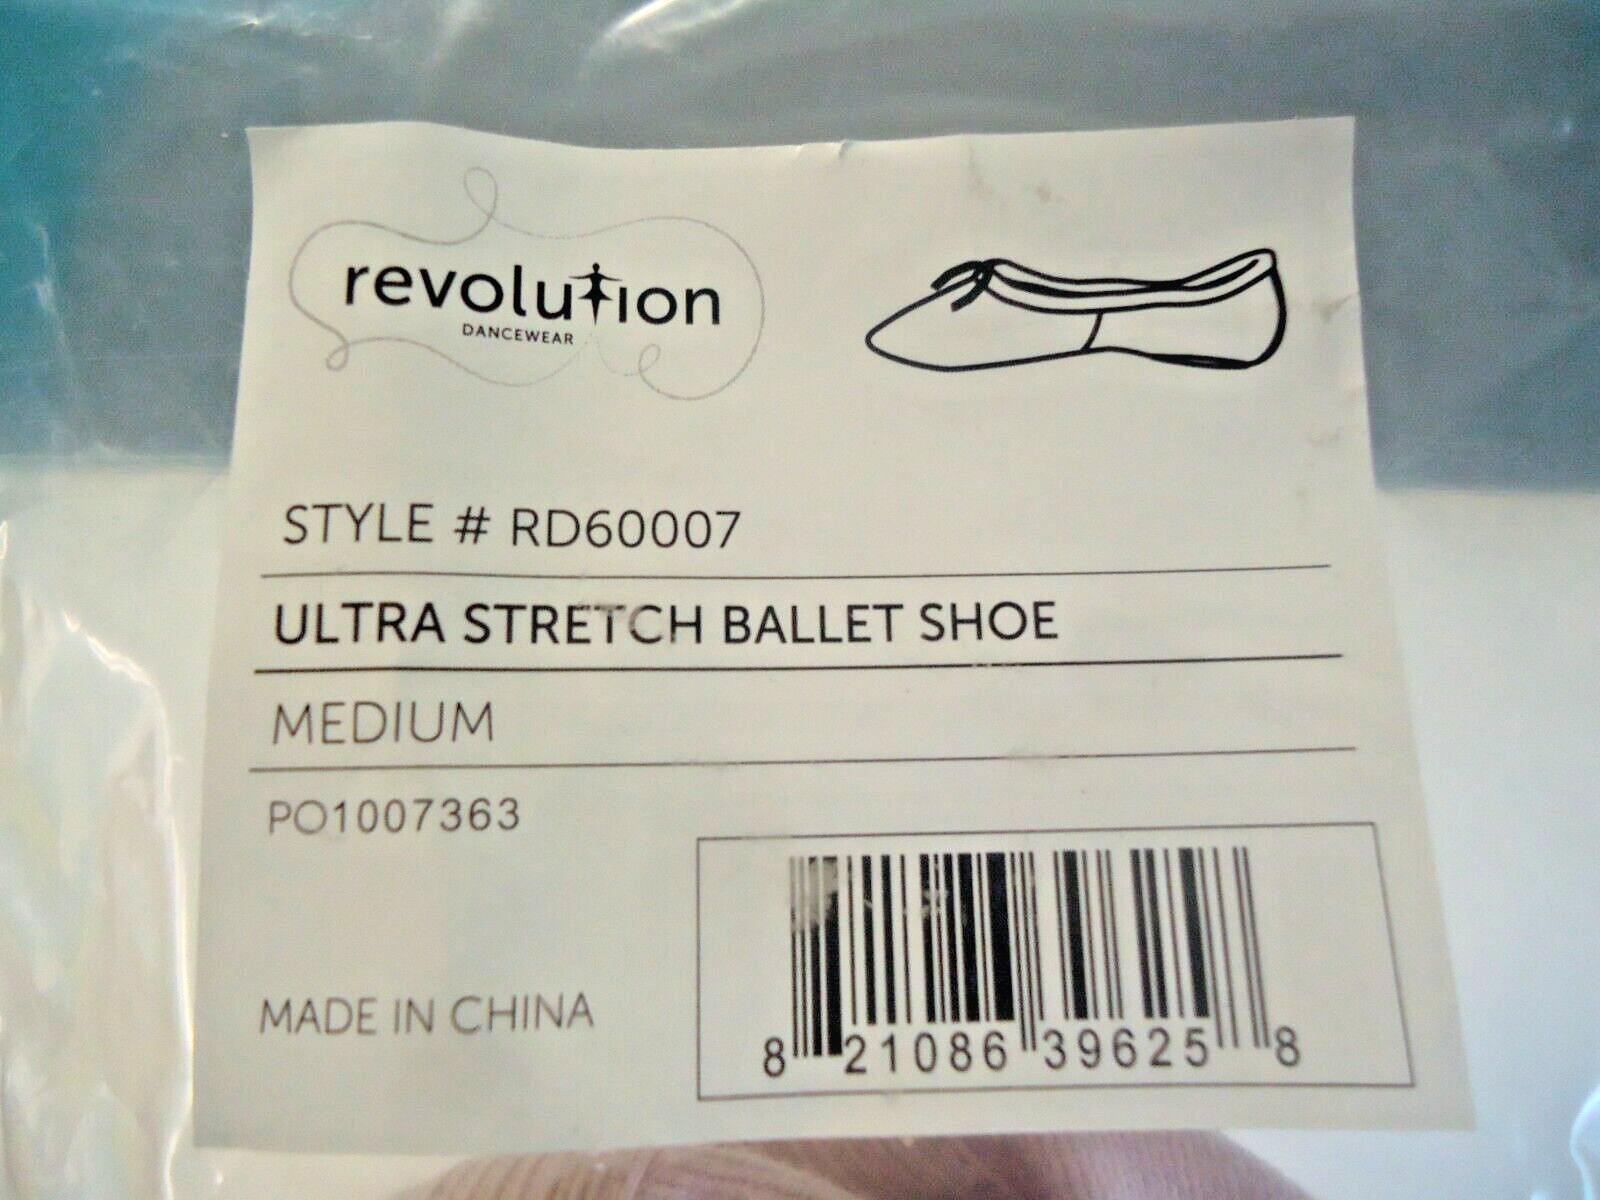 revolution
DANCEWEAR
STYLE # RD60007
ULTRA STRETCH BALLET SHOE
MEDIUM
PO1007363
MADE IN CHINA
8 21086 39625 8